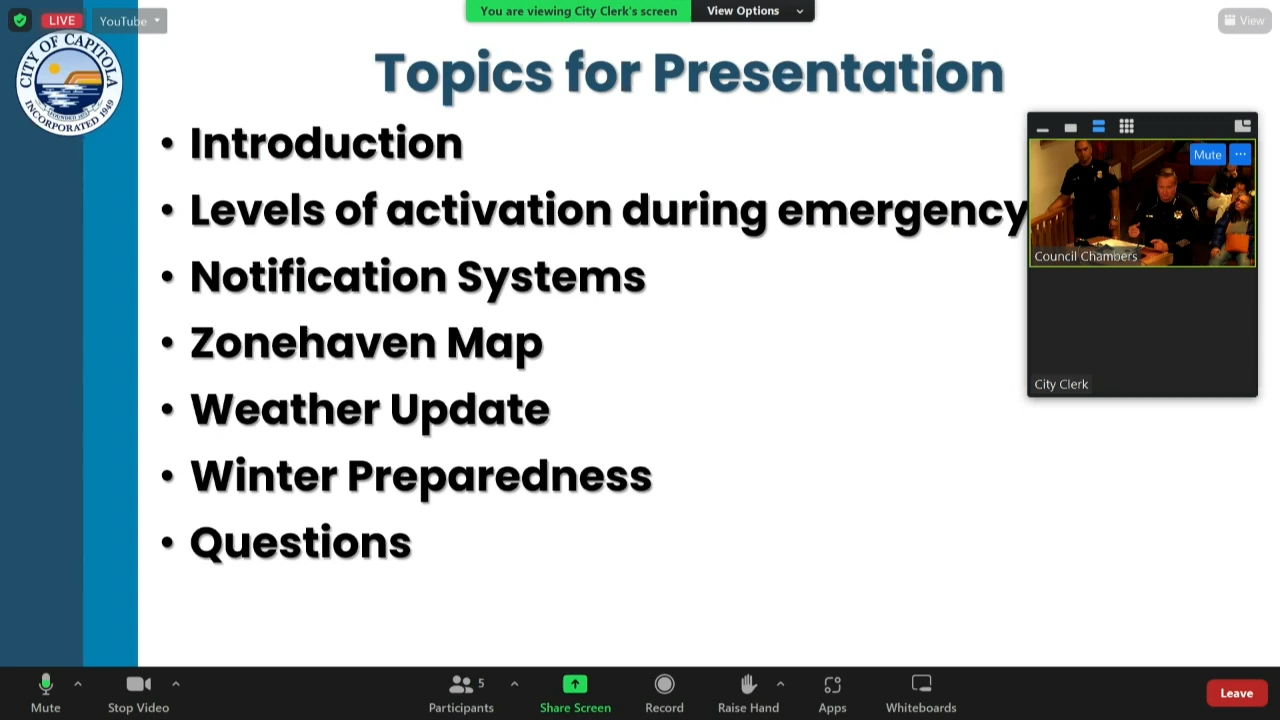 LIVE
YouTube
You are viewing City Clerk's screen
View Options
View
CITY OF CAPITOLA
INCORPORATED 1949
Topics for Presentation
• Introduction
• Levels of activation during emergency
• Notification Systems
• Zonehaven Map
• Weather Update
• Winter Preparedness
• Questions
Mute
Council Chambers
City Clerk
Mute
Stop Video
Participants
5
Share Screen
Record
Raise Hand
Apps
Whiteboards
Leave